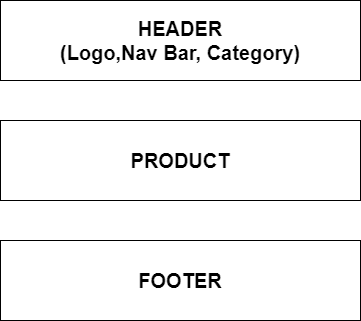 HEADER
(Logo,Nav Bar, Category)
PRODUCT
FOOTER